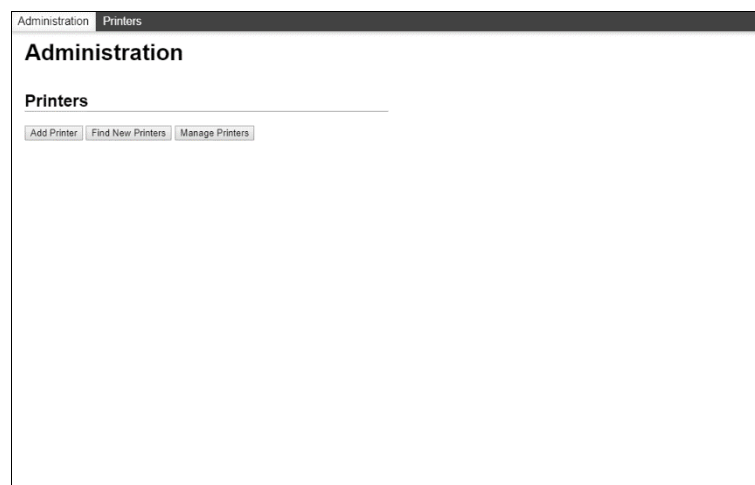 Administration Printers
Administration
Printers
Add Printer Find New Printers Manage Printers